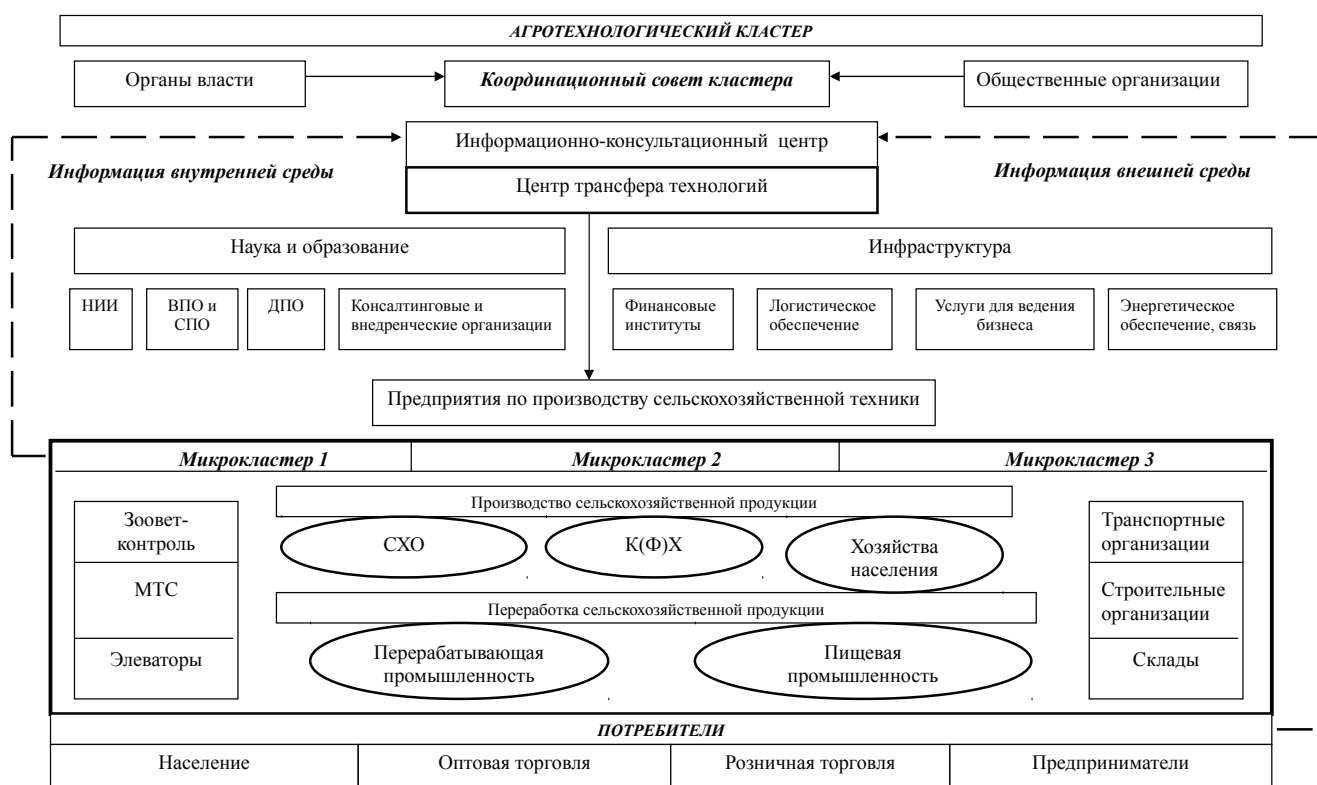 АГРОТЕХНОЛОГИЧЕСКИЙ КЛАСТЕР
Органы власти
Координационный совет кластера
Общественные организации
Информационно-консультационный центр
Информация внутренней среды
Информация внешней среды
Центр трансфера технологий
Наука и образование
Инфраструктура
НИИ
ВПО и
СПО
ДПО
Консалтинговые и
внедренческие организации
Финансовые
институты
Логистическое
обеспечение
Услуги для ведения
бизнеса
Энергетическое
обеспечение, связь
Предприятия по производству сельскохозяйственной техники
Микрокластер 1
Микрокластер 2
Микрокластер 3
Зоовет-
контроль
МТС
Элеваторы
Производство сельскохозяйственной продукции
СХО
К(Ф)Х
Хозяйства
населения
Переработка сельскохозяйственной продукции
Перерабатывающая
промышленность
Пищевая
промышленность
Транспортные
организации
Строительные
организации
Склады
ПОТРЕБИТЕЛИ
Население
Оптовая торговля
Розничная торговля
Предприниматели